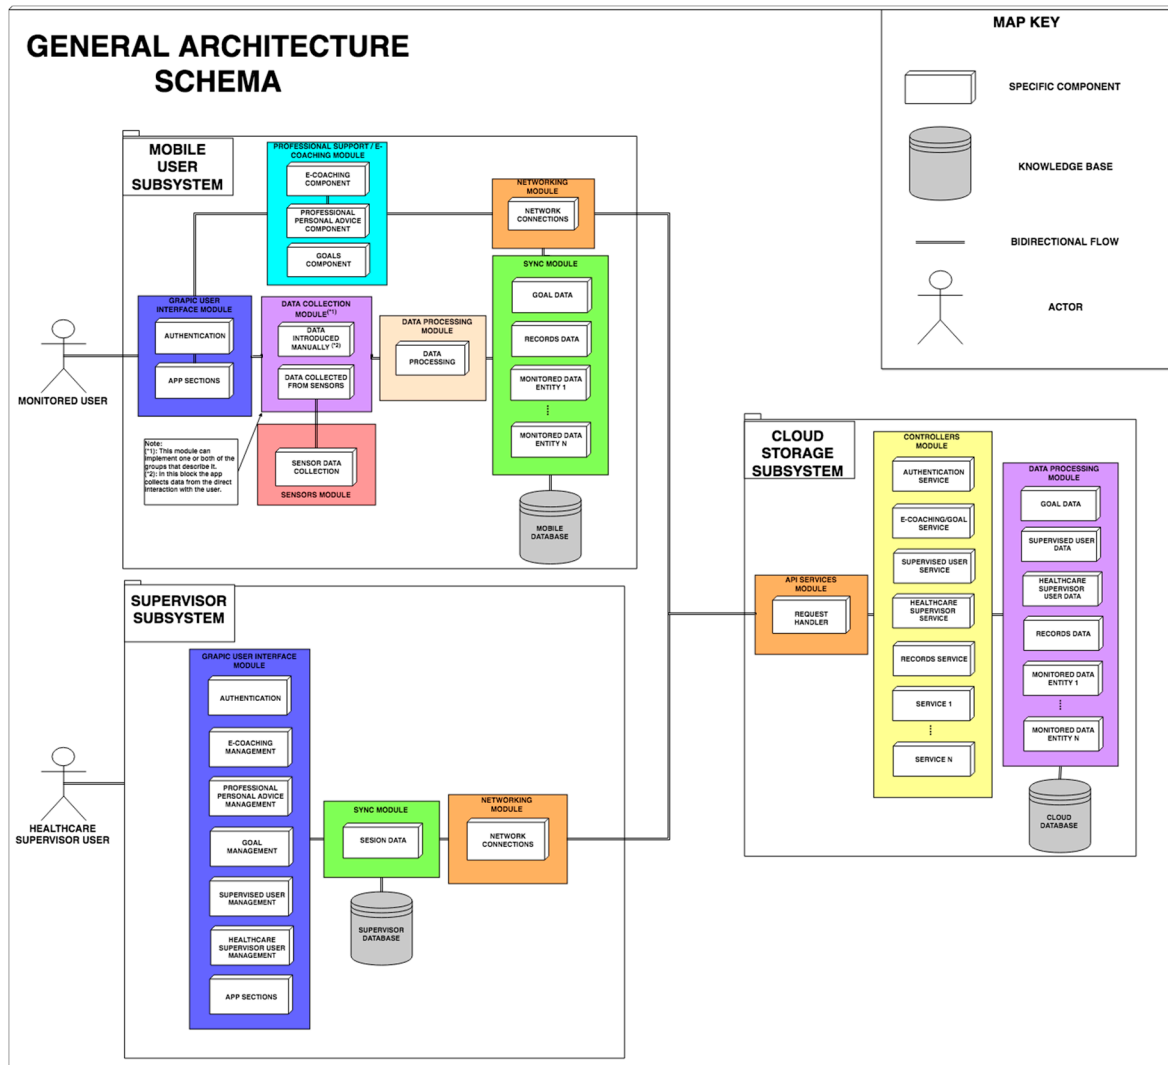 GENERAL ARCHITECTURE
SCHEMA
MAP KEY
SPECIFIC COMPONENT
KNOWLEDGE BASE
BIDIRECTIONAL FLOW
ACTOR
MOBILE
USER
SUBSYSTEM
PROFESSIONAL SUPPORT / E-
COACHING MODULE
E-COACHING
COMPONENT
PROFESSIONAL
PERSONAL ADVICE
COMPONENT
GOALS
COMPONENT
NETWORKING
MODULE
NETWORK
CONNECTIONS
SYNC MODULE
GOAL DATA
RECORDS DATA
MONITORED DATA
ENTITY 1
MONITORED DATA
ENTITY N
MOBILE
DATABASE
GRAPIC USER
INTERFACE MODULE
AUTHENTICATION
APP SECTIONS
DATA COLLECTION
MODULE(*1)
DATA
INTRODUCED
MANUALLY (*2)
DATA COLLECTED
FROM SENSORS
DATA PROCESSING
MODULE
DATA
PROCESSING
SENSOR DATA
COLLECTION
SENSORS MODULE
Note:
(*1): This module can
implement one or both of the
groups that describe it.
(*2): In this block the app
collects data from the direct
interaction with the user.
MONITORED USER
CLOUD
STORAGE
SUBSYSTEM
API SERVICES
MODULE
REQUEST
HANDLER
CONTROLLERS
MODULE
AUTHENTICATION
SERVICE
E-COACHING/GOAL
SERVICE
SUPERVISED USER
SERVICE
HEALTHCARE
SUPERVISOR
SERVICE
RECORDS SERVICE
SERVICE 1
SERVICE N
DATA PROCESSING
MODULE
GOAL DATA
SUPERVISED USER
DATA
HEALTHCARE
SUPERVISOR
USER DATA
RECORDS DATA
MONITORED DATA
ENTITY 1
MONITORED DATA
ENTITY N
CLOUD
DATABASE
SUPERVISOR
SUBSYSTEM
GRAPIC USER INTERFACE
MODULE
AUTHENTICATION
E-COACHING
MANAGEMENT
PROFESSIONAL
PERSONAL ADVICE
MANAGEMENT
GOAL
MANAGEMENT
SUPERVISED USER
MANAGEMENT
HEALTHCARE
SUPERVISOR USER
MANAGEMENT
APP SECTIONS
SYNC MODULE
SESION DATA
SUPERVISOR
DATABASE
NETWORKING
MODULE
NETWORK
CONNECTIONS
HEALTHCARE
SUPERVISOR USER